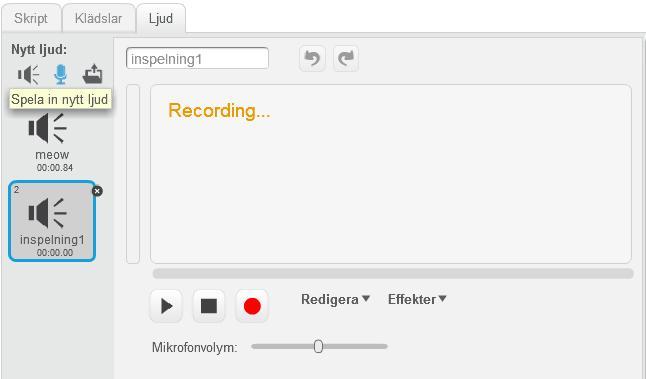 Skript
Klädslar
Ljud
Nytt ljud:
Spela in nytt ljud
meow
00:00.84
2
inspelning1
00:00.00
inspelning1
Recording...
Redigera
Effekter
Mikrofonvolym: